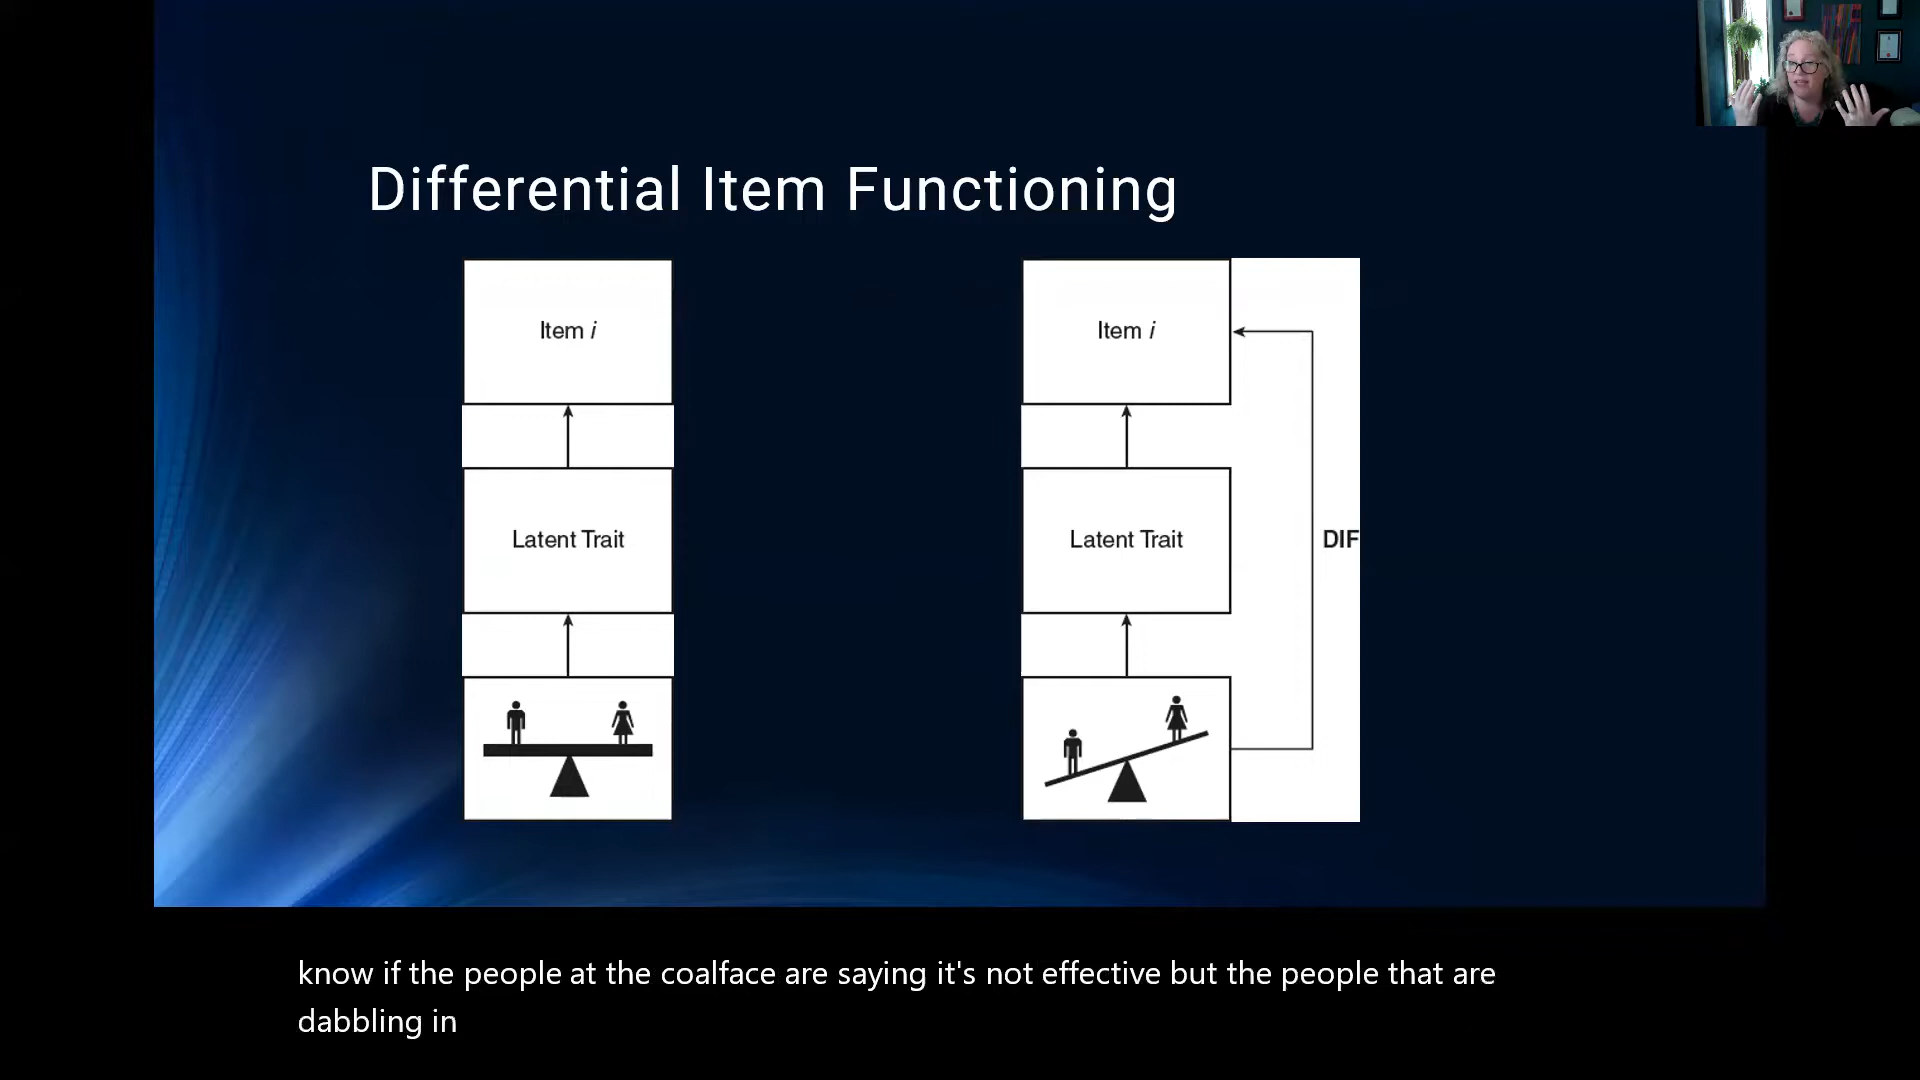 Differential Item Functioning
Item i
Item i
Latent Trait
Latent Trait
DIF
know if the people at the coalface are saying it's not effective but the people that are
dabbling in